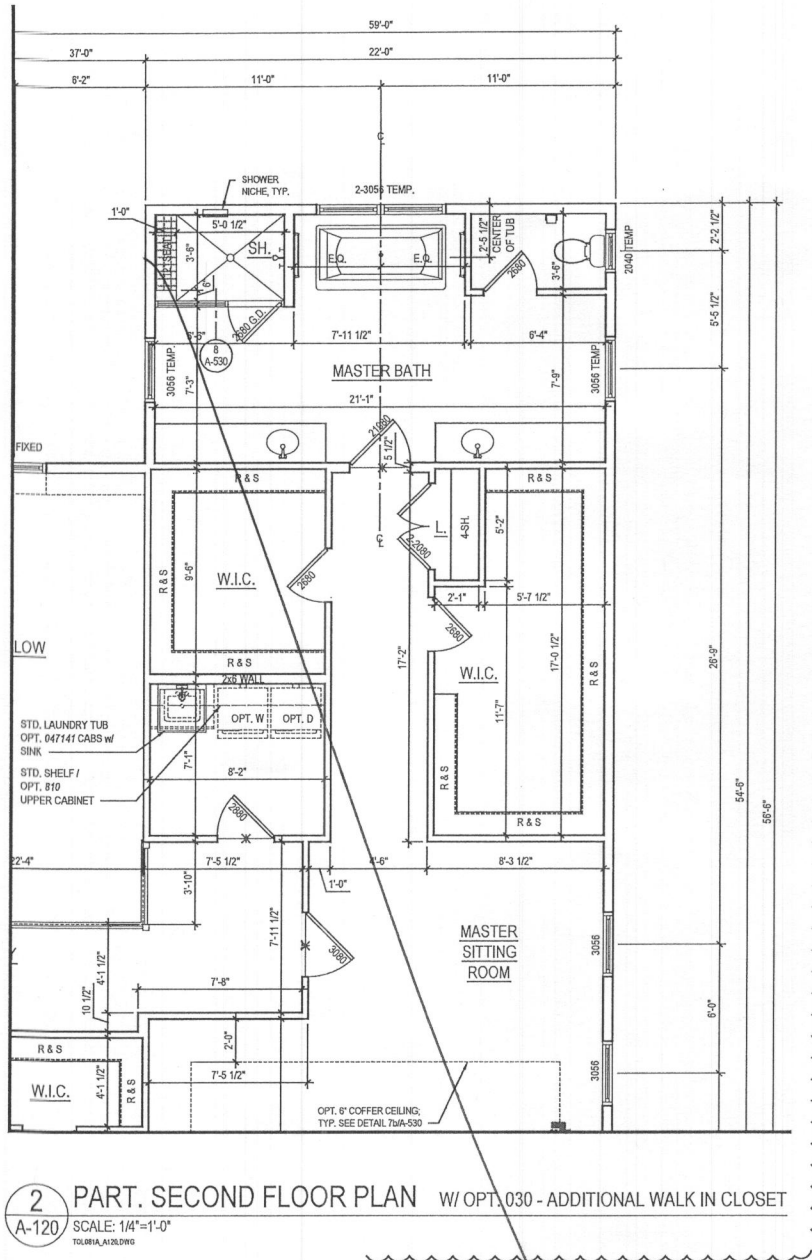 59'-0"
37'-0"
22'-0"
6'-2"
11'-0"
11'-0"
C L
SHOWER
NICHE, TYP.
2-3056 TEMP.
1'-0"
5'-0 1/2"
SH.
3'-6"
12" SEAT
6"
E.Q.
E.Q.
2'-5 1/2"
CENTER
OF TUB
2680
3'-6"
2040 TEMP
2'-2 1/2"
5'-5 1/2"
2680 G.D.
8
A-530
7'-11 1/2"
6'-4"
3056 TEMP.
7'-3"
MASTER BATH
7'-9"
3056 TEMP
21'-1"
21080
5 1/2"
FIXED
R & S
R & S
W.I.C.
9'-6"
R & S
2680
R & S
C L
L.
4-SH.
2-2080
5'-2"
R & S
2'-1"
5'-7 1/2"
2680
W.I.C.
17'-2"
17'-0 1/2"
11'-7"
R & S
R & S
26'-9"
54'-6"
56'-6"
LOW
2x6 WALL
OPT. W
OPT. D
STD. LAUNDRY TUB
OPT. 047141 CABS w/
SINK
STD. SHELF /
OPT. 810
UPPER CABINET
7'-1"
8'-2"
2880
R & S
22'-4"
7'-5 1/2"
4'-6"
8'-3 1/2"
1'-0"
3'-10"
7'-11 1/2"
3080
MASTER
SITTING
ROOM
3056
4'-1 1/2"
7'-8"
10 1/2"
6'-0"
R & S
2'-0"
7'-5 1/2"
W.I.C.
4'-1 1/2"
R & S
3056
OPT. 6" COFFER CEILING;
TYP. SEE DETAIL 7b/A-530
2
A-120
PART. SECOND FLOOR PLAN W/ OPT. 030 - ADDITIONAL WALK IN CLOSET
SCALE: 1/4"=1'-0"
TOL081A_A120.DWG